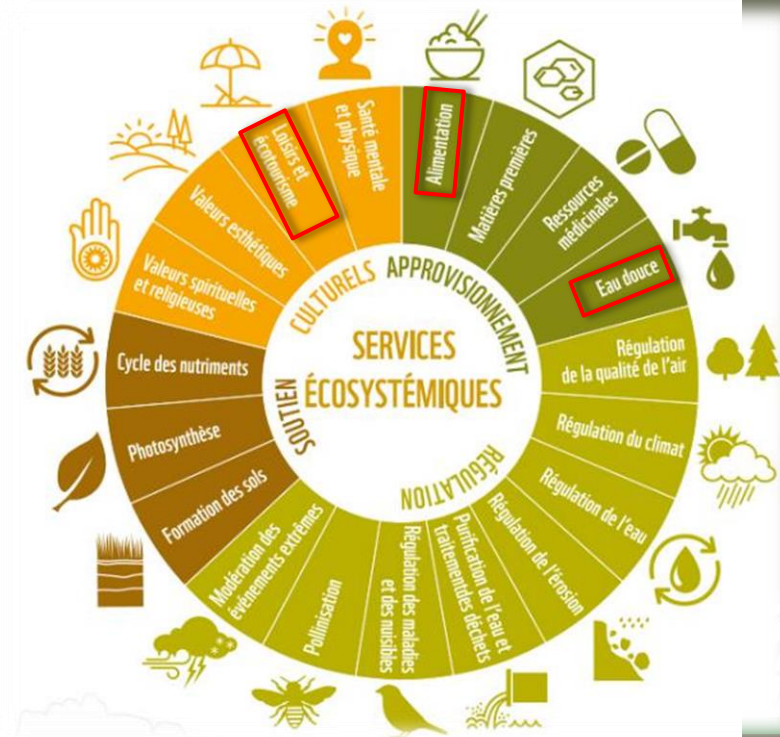 SERVICES
ÉCOSYSTÉMIQUES
APPROVISIONNEMENT
Alimentation
Matières premières
Ressources
médicinales
Eau douce
RÉGULATION
Régulation
de la qualité de l'air
Régulation du climat
Régulation de l'eau
Régulation de l'érosion
Purification de l'eau et
traitementdes déchets
Régulation des maladies
et des nuisibles
Pollinisation
Modération des
événements extrêmes
SOUTIEN
Formation des sols
Photosynthèse
Cycle des nutriments
CULTURELS
Valeurs spirituelles
et religieuses
Valeurs esthétiques
Loisirs et
écotourisme
Santé mentale
et physique